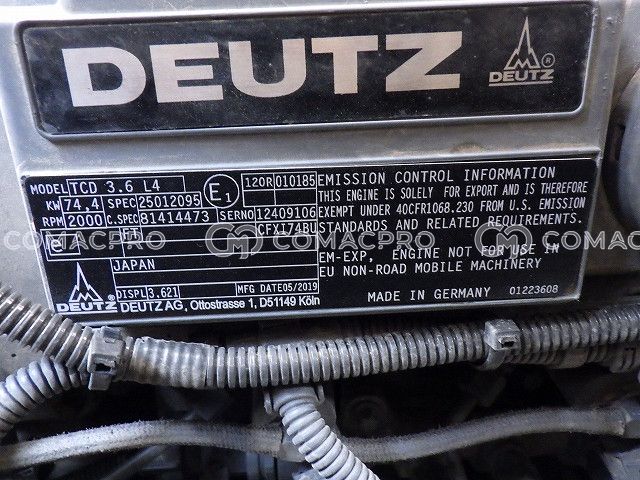 DEUTZ
DEUTZ®
MODEL TCD 3.6 L4
E1
120R 010185
KW 74,4 SPEC 25012095
RPM 2000 C.SPEC 81414473 SERNO 12409106
CFX174BU
JAPAN
DISPL 3.621 MFG DATE 05/2019
DEUTZ
DEUTZ AG, Ottostrasse 1, D51149 Köln
EMISSION CONTROL INFORMATION
THIS ENGINE IS SOLELY FOR EXPORT AND IS THEREFORE
EXEMPT UNDER 40CFR1068.230 FROM U.S. EMISSION
STANDARDS AND RELATED REQUIREMENTS.
EM-EXP, ENGINE NOT FOR USE IN
EU NON-ROAD MOBILE MACHINERY
MADE IN GERMANY 01223608
COMACPRO COMACPRO COMACPRO